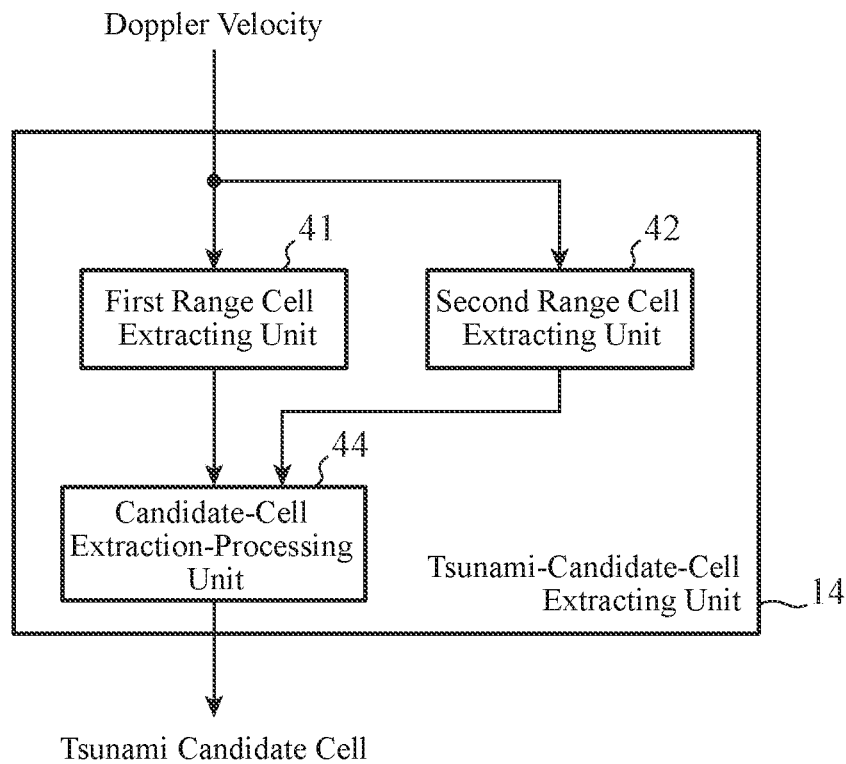 Doppler Velocity
41
42
First Range Cell
Extracting Unit
Second Range Cell
Extracting Unit
44
Candidate-Cell
Extraction-Processing
Unit
Tsunami-Candidate-Cell
Extracting Unit
14
Tsunami Candidate Cell